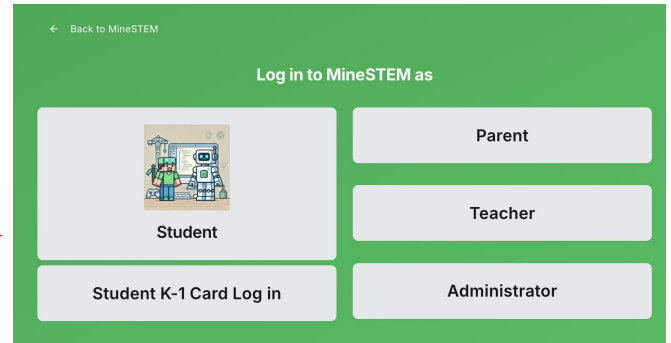 ← Back to MineSTEM
Log in to MineSTEM as
Student
Student K-1 Card Log in
Parent
Teacher
Administrator